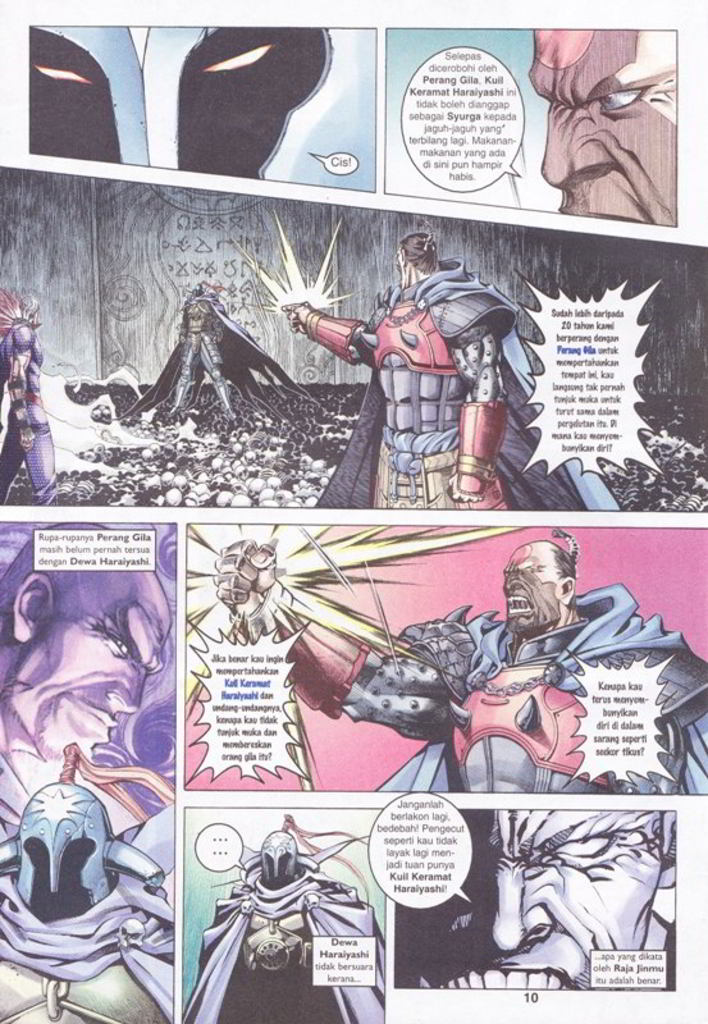 Cis!
Selepas
dicerobohi oleh
Perang Gila, Kuil
Keramat Haraiyashi ini
tidak boleh dianggap
sebagai Syurga kepada
jaguh-jaguh yang
terbilang lagi. Makanan-
makanan yang ada
di sini pun hampir
habis.
Sudah lebih daripada
20 tahun kami
berperang dengan
Perang Gila untuk
mempertahankan
tempat ini, kau
langsung tak pernah
tunjuk muka untuk
turut sama dalam
pergelutan itu. Di
mana kau menyem-
bunyikan diri?
Rupa-rupanya Perang Gila
masih belum pernah tersua
dengan Dewa Haraiyashi.
Jika benar kau ingin
mempertahankan
Kuil Keramat
Haraiyashi dan
undang-undangnya,
kenapa kau tidak
tunjuk muka dan
membereskan
orang gila itu?
Kenapa kau
terus menyem-
bunyikan
diri di dalam
sarang seperti
seekor tikus?
...
...
Dewa
Haraiyashi
tidak bersuara
kerana...
Janganlah
berlakon lagi,
bedebah! Pengecut
seperti kau tidak
layak lagi men-
jadi tuan punya
Kuil Keramat
Haraiyashi!
...apa yang dikata
oleh Raja Jinmu
itu adalah benar.
10